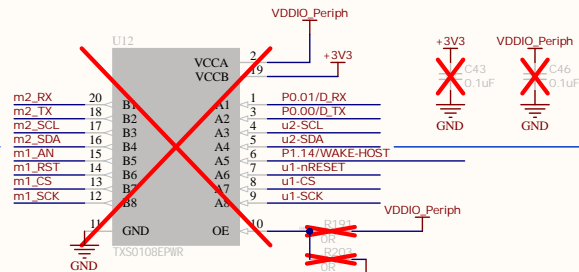 VDDIO_Periph
U12
+3V3
+3V3
VDDIO_Periph
VCCA 2
VCCB 19
C43
C46
0.1uF
0.1uF
m2_RX 20 B1 A1 1 P0.01/D_RX
m2_TX 18 B2 A2 3 P0.00/D_TX
m2_SCL 17 B3 A3 4 u2-SCL
m2_SDA 16 B4 A4 5 u2-SDA
m1_AN 15 B5 A5 6 P1.14/WAKE-HOST
m1_RST 14 B6 A6 7 u1-nRESET
m1_CS 13 B7 A7 8 u1-CS
m1_SCK 12 B8 A8 9 u1-SCK
GND
GND
VDDIO_Periph
11 GND OE 10
R191
0R
R203
0R
GND
TXS0108EPWR